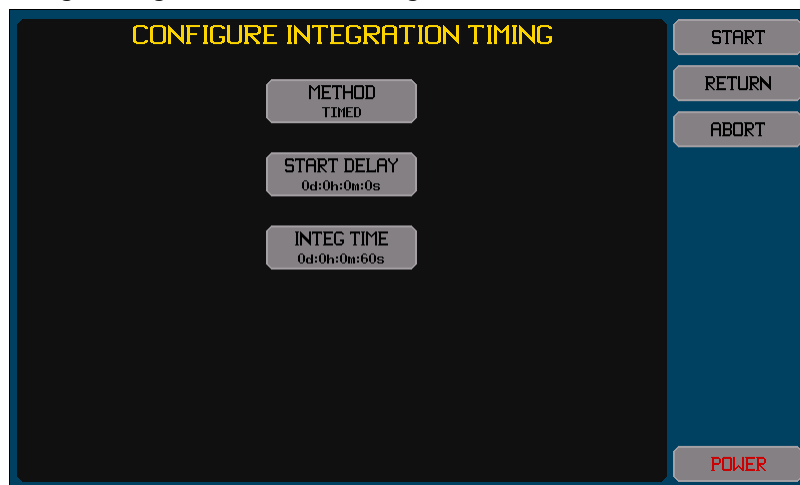 CONFIGURE INTEGRATION TIMING
METHOD
TIMED
START DELAY
0d:0h:0m:0s
INTEG TIME
0d:0h:0m:60s
START
RETURN
ABORT
POWER